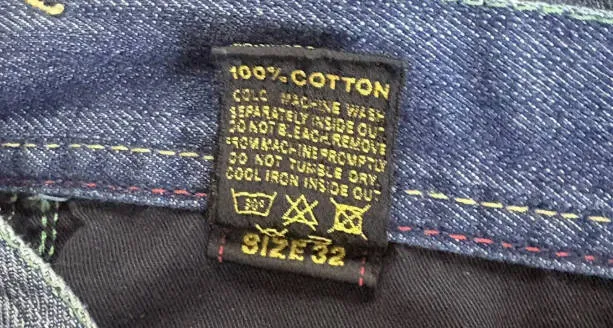 100% COTTON
COLD MACHINE WASH
SEPARATELY INSIDE OUT
DO NOT BLEACH.REMOVE
FROM MACHINE PROMPTLY
DO NOT TUMBLE DRY
COOL IRON INSIDE OUT
30°
SIZE 32